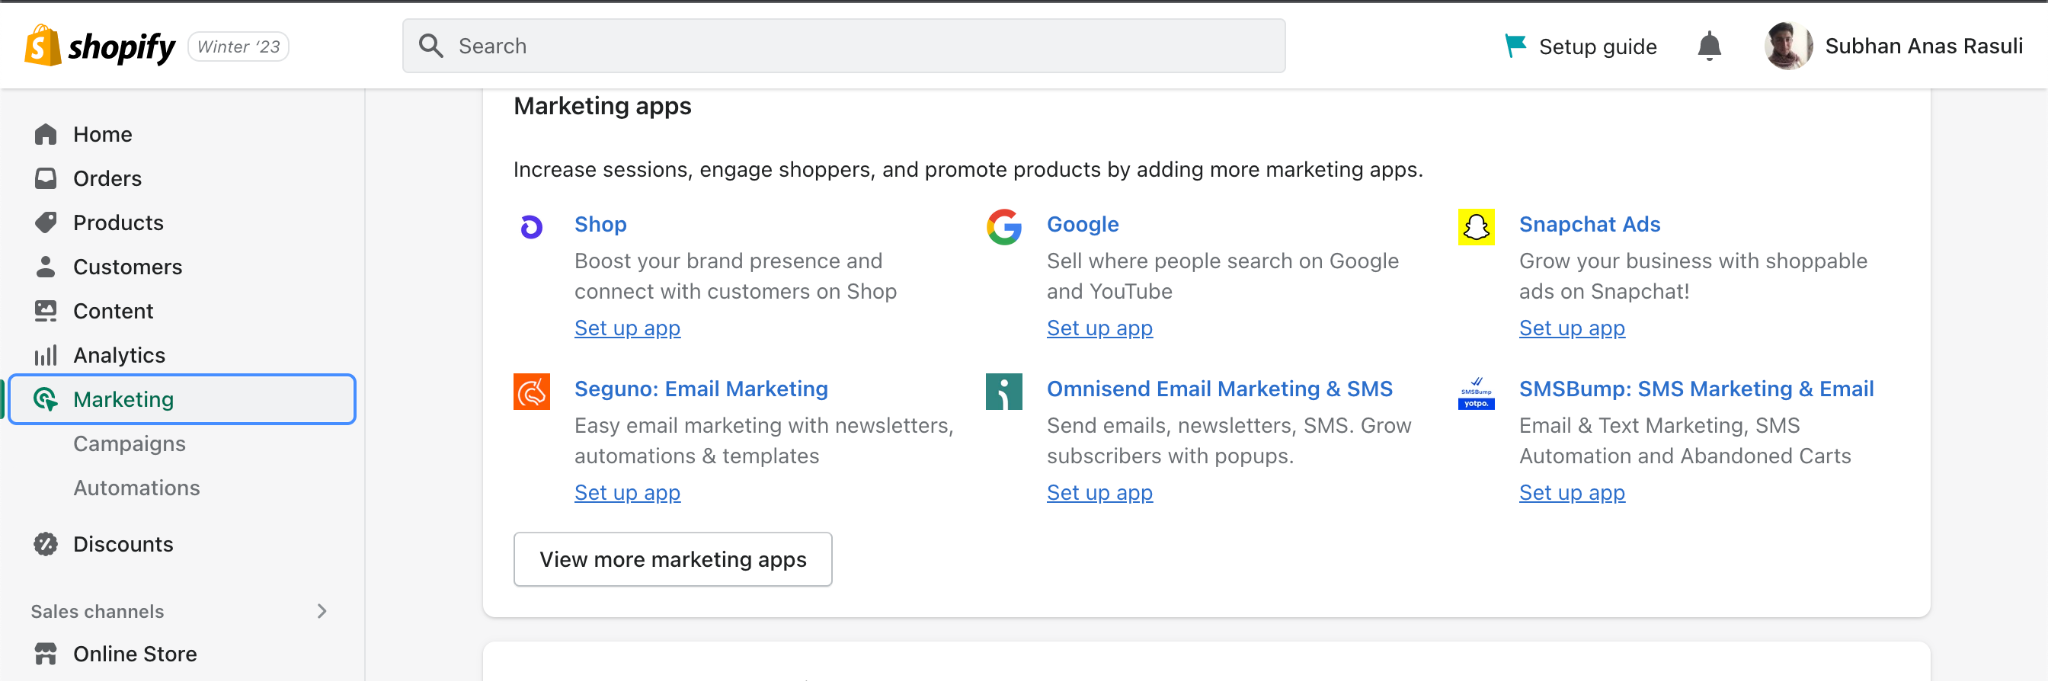 shopify Winter ‘23
Search
Setup guide
Subhan Anas Rasuli
Home
Orders
Products
Customers
Content
Analytics
Marketing
Campaigns
Automations
Discounts
Sales channels
Online Store
Marketing apps
Increase sessions, engage shoppers, and promote products by adding more marketing apps.
Shop
Boost your brand presence and
connect with customers on Shop
Set up app
Google
Sell where people search on Google
and YouTube
Set up app
Snapchat Ads
Grow your business with shoppable
ads on Snapchat!
Set up app
Seguno: Email Marketing
Easy email marketing with newsletters,
automations & templates
Set up app
Omnisend Email Marketing & SMS
Send emails, newsletters, SMS. Grow
subscribers with popups.
Set up app
SMSBump
yotpo.
SMSBump: SMS Marketing & Email
Email & Text Marketing, SMS
Automation and Abandoned Carts
Set up app
View more marketing apps